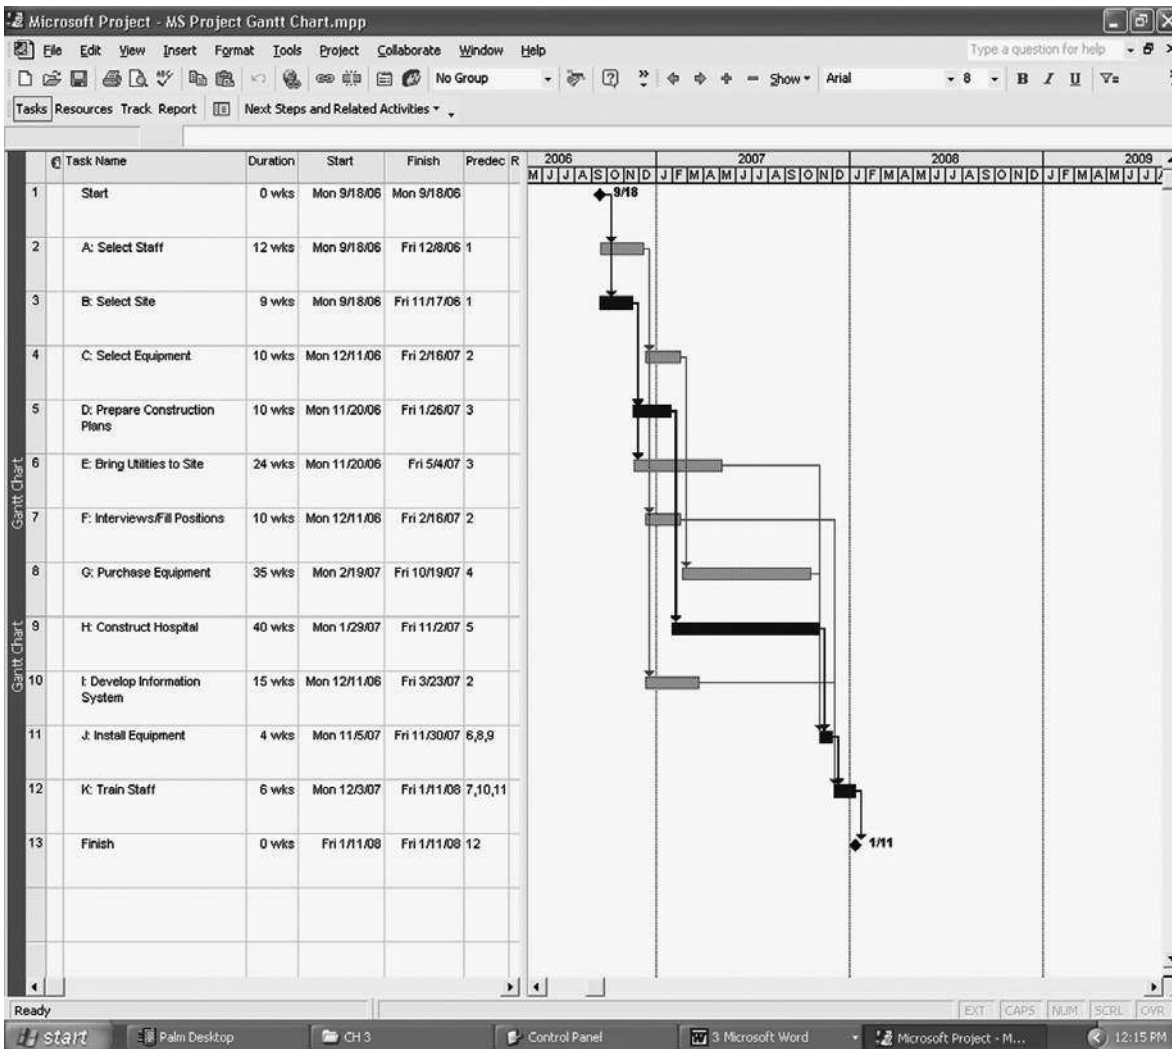 Microsoft Project - MS Project Gantt Chart.mpp
File Edit View Insert Format Tools Project Collaborate Window Help Type a question for help
No Group Show Arial 8 B I U
Tasks Resources Track Report Next Steps and Related Activities
Task Name Duration Start Finish Predec R 2006 2007 2008 2009
M J J A S O N D J F M A M J J A S O N D J F M A M J J A S O N D J F M A M J J A
1 Start 0 wks Mon 9/18/06 Mon 9/18/06 9/18
2 A: Select Staff 12 wks Mon 9/18/06 Fri 12/8/06 1
3 B: Select Site 9 wks Mon 9/18/06 Fri 11/17/06 1
4 C: Select Equipment 10 wks Mon 12/11/06 Fri 2/16/07 2
5 D: Prepare Construction Plans 10 wks Mon 11/20/06 Fri 1/26/07 3
6 E: Bring Utilities to Site 24 wks Mon 11/20/06 Fri 5/4/07 3
Gantt Chart
7 F: Interviews/Fill Positions 10 wks Mon 12/11/06 Fri 2/16/07 2
8 G: Purchase Equipment 35 wks Mon 2/19/07 Fri 10/19/07 4
9 H: Construct Hospital 40 wks Mon 1/29/07 Fri 11/2/07 5
Gantt Chart
10 I: Develop Information System 15 wks Mon 12/11/06 Fri 3/23/07 2
11 J: Install Equipment 4 wks Mon 11/5/07 Fri 11/30/07 6,8,9
12 K: Train Staff 6 wks Mon 12/3/07 Fri 1/11/08 7,10,11
13 Finish 0 wks Fri 1/11/08 Fri 1/11/08 12 1/11
Ready EXT CAPS NUM SCRL OVR
start Palm Desktop CH 3 Control Panel 3 Microsoft Word Microsoft Project - M... 12:15 PM